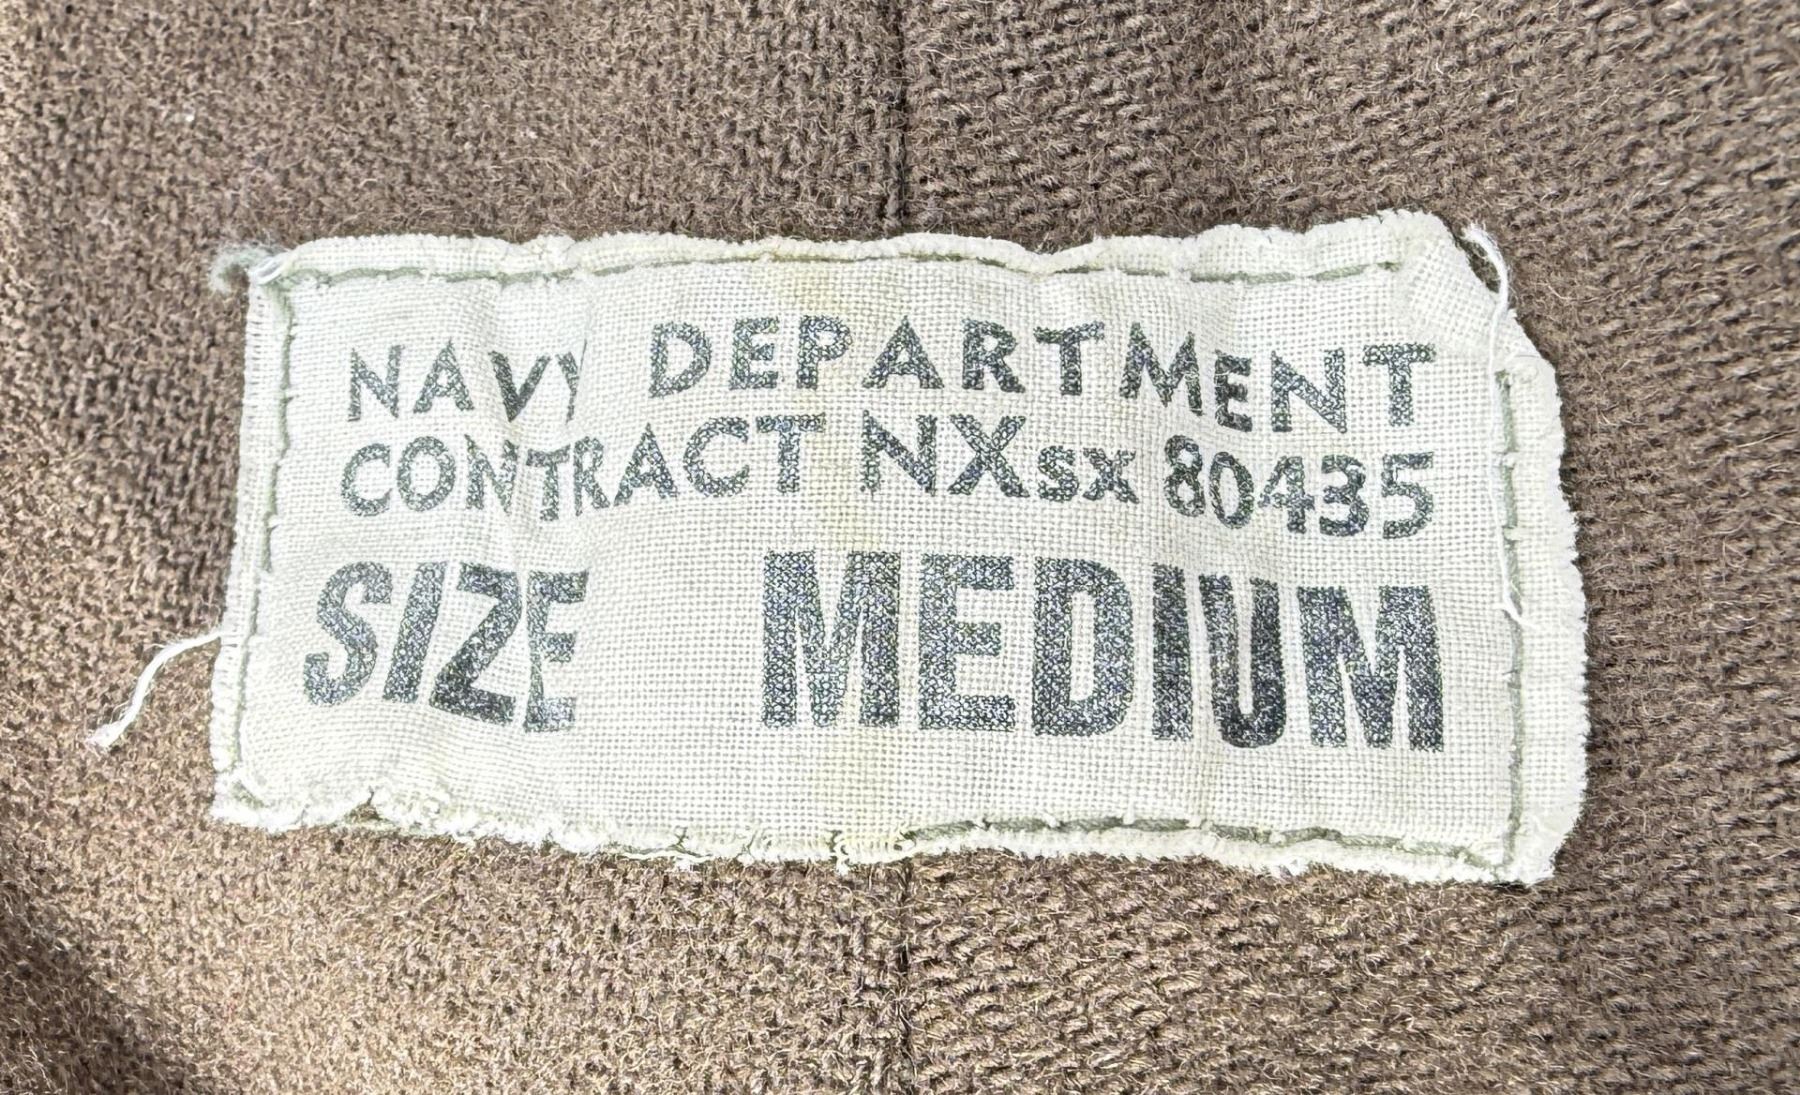 NAVY DEPARTMENT
CONTRACT NXsx 80435
SIZE MEDIUM